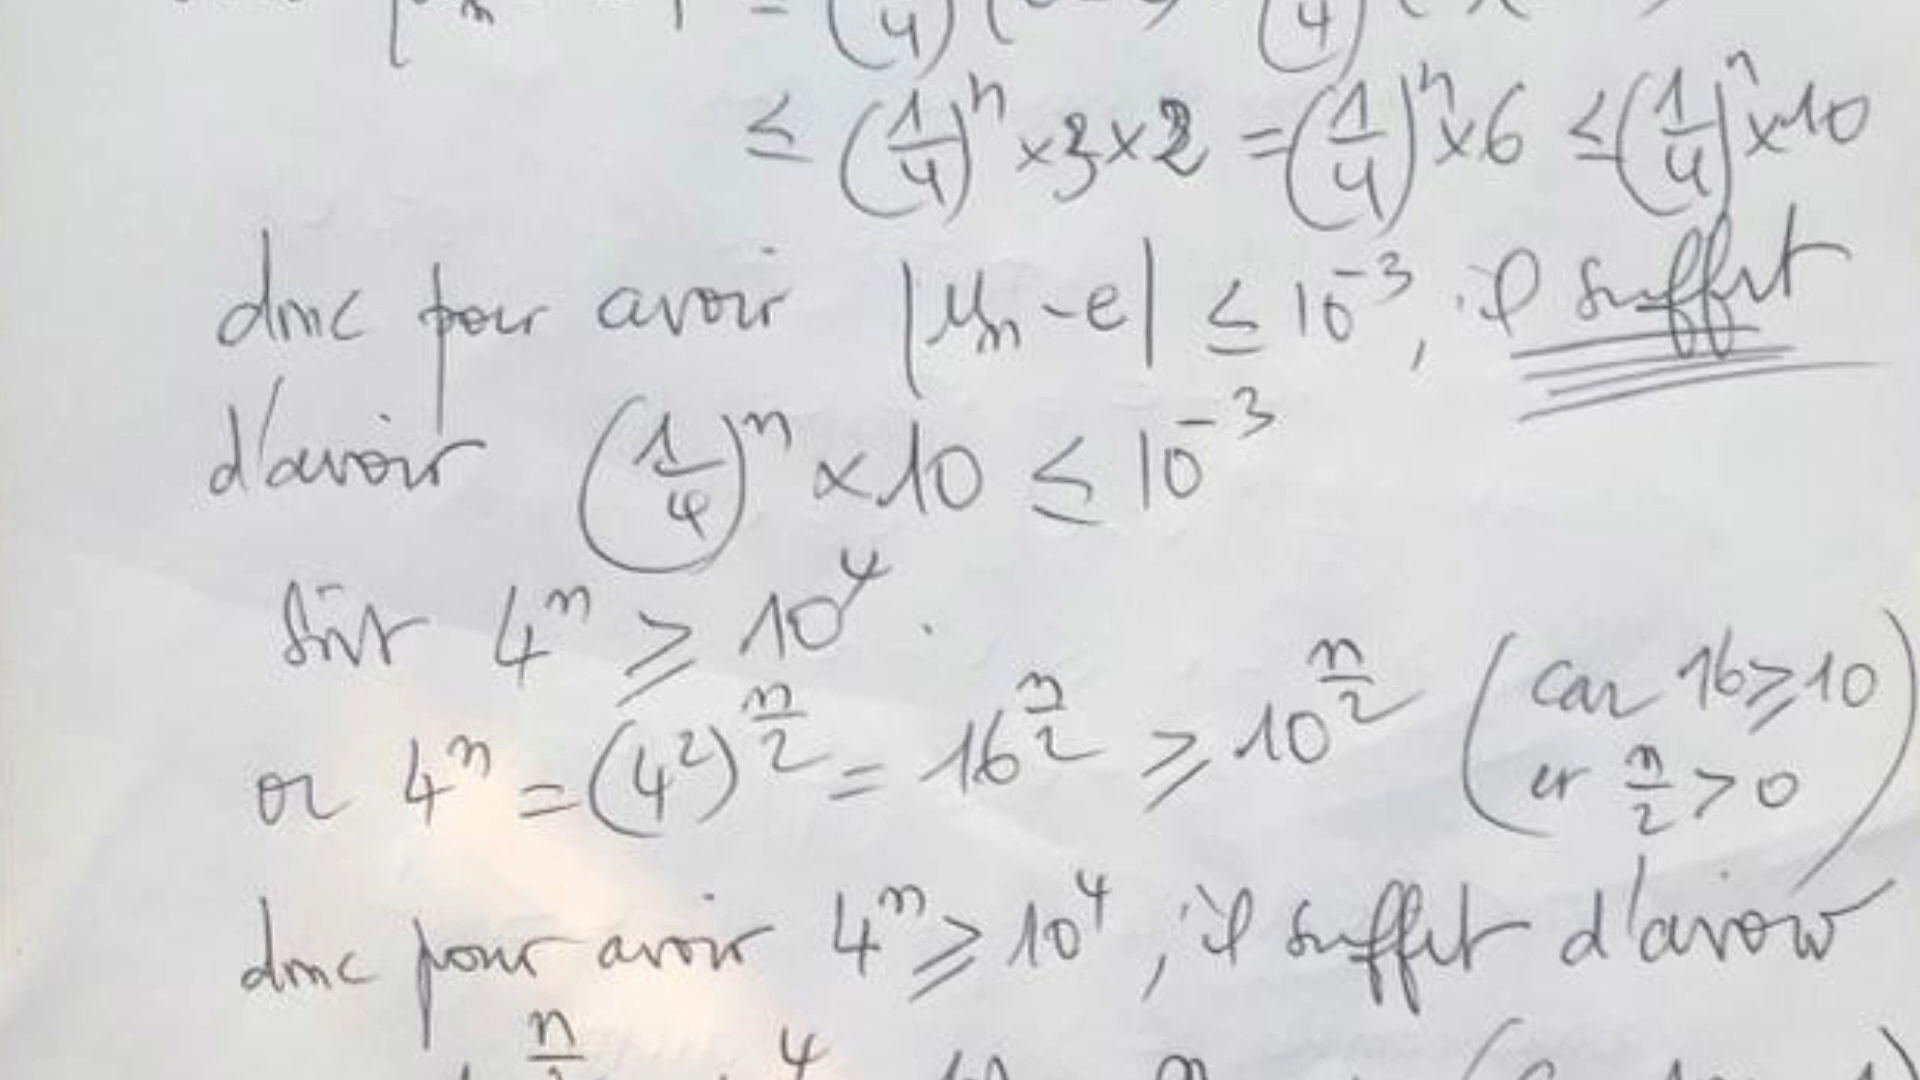 ≤ (1/4)^n × 3 × 2 = (1/4)^n × 6 ≤ (1/4)^n × 10
donc pour avoir |u_n - e| ≤ 10^-3, il suffit
d'avoir (1/4)^n × 10 ≤ 10^-3
soit 4^n ≥ 10^4.
or 4^n = (4^2)^(n/2) = 16^(n/2) ≥ 10^(n/2) (car 16 ≥ 10 et n/2 > 0)
donc pour avoir 4^n ≥ 10^4, il suffit d'avoir